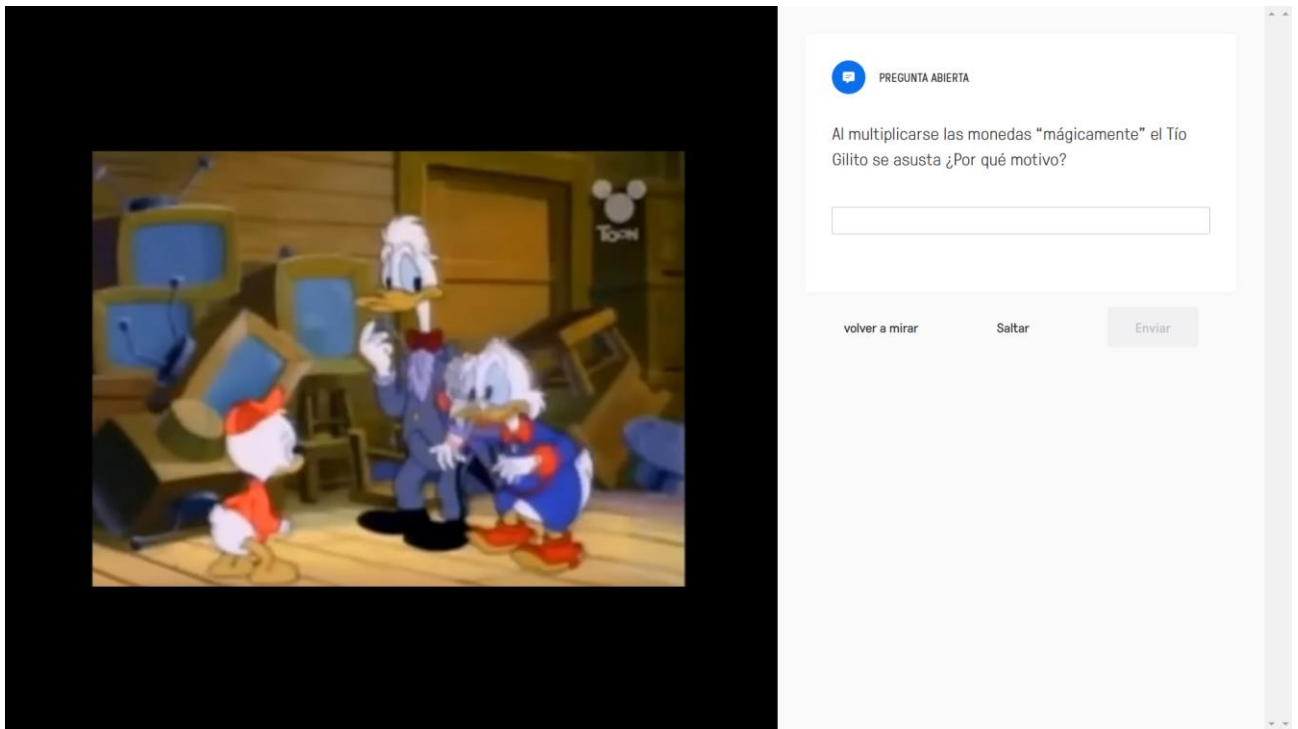 TOON
PREGUNTA ABIERTA
Al multiplicarse las monedas “mágicamente” el Tío
Gilito se asusta ¿Por qué motivo?
volver a mirar
Saltar
Enviar